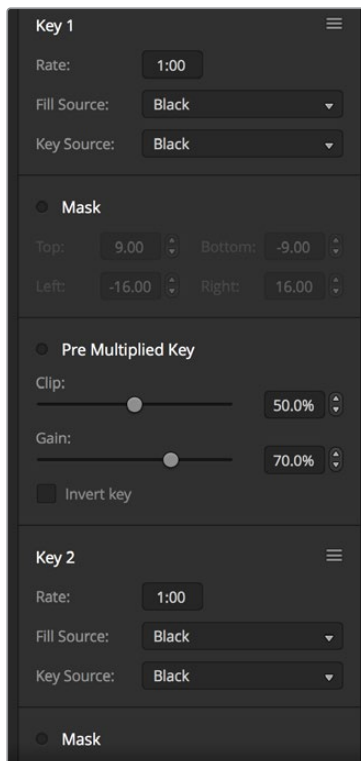 Key 1
Rate: 1:00
Fill Source: Black
Key Source: Black
Mask
Top: 9.00 Bottom: -9.00
Left: -16.00 Right: 16.00
Pre Multiplied Key
Clip:
50.0%
Gain:
70.0%
Invert key
Key 2
Rate: 1:00
Fill Source: Black
Key Source: Black
Mask